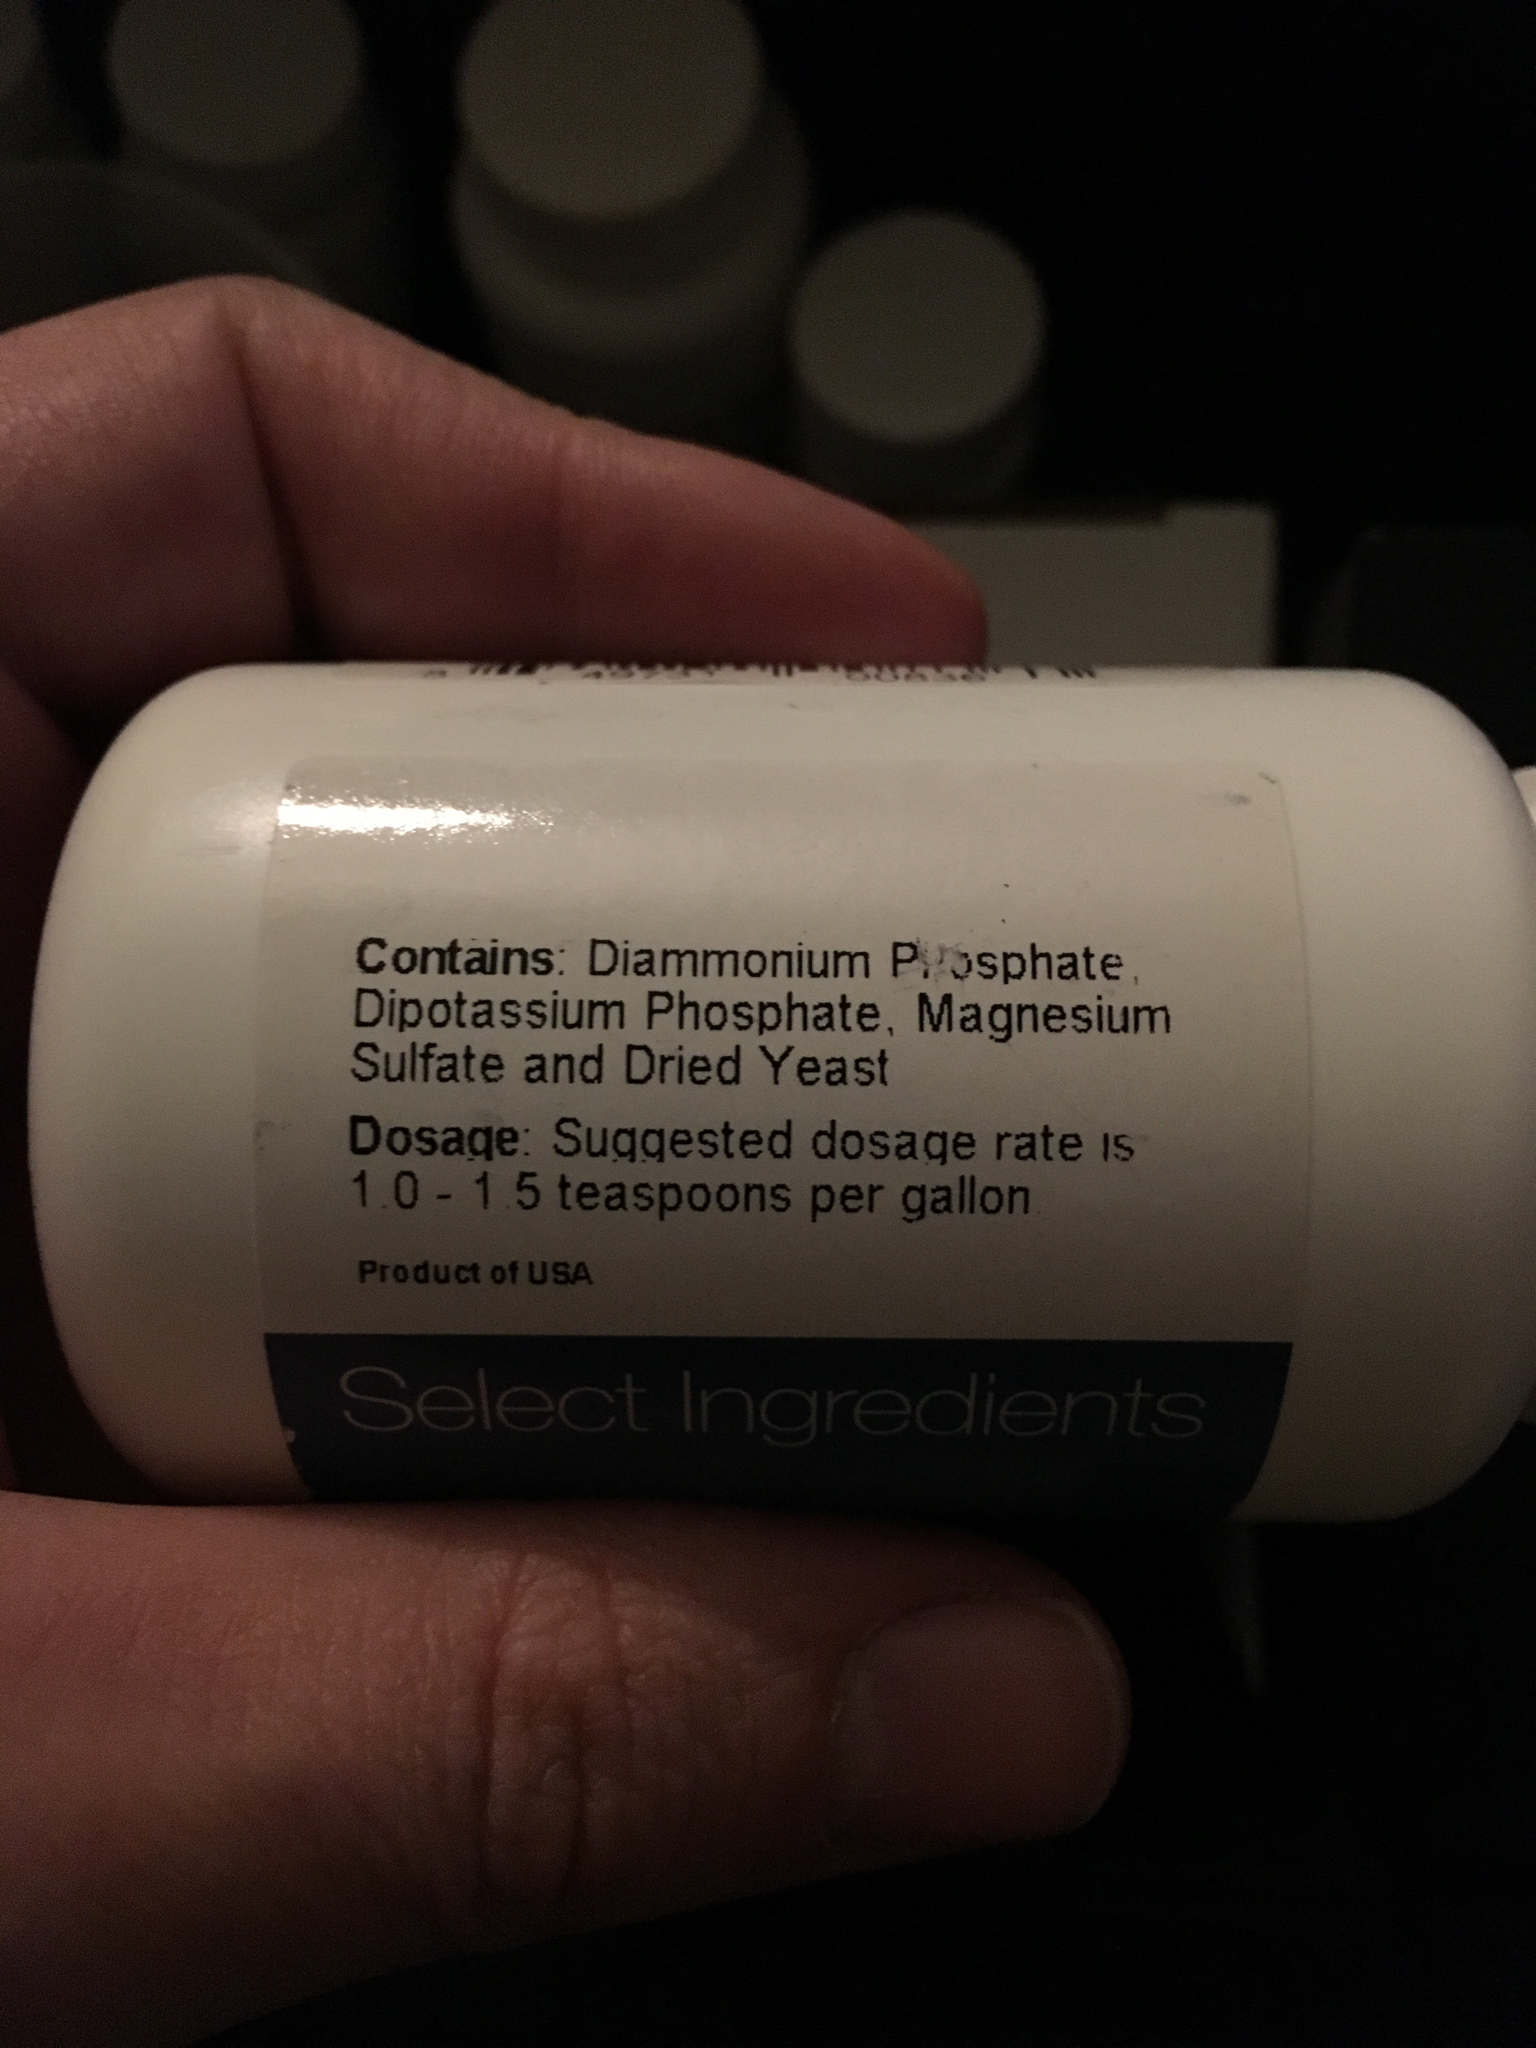 Contains: Diammonium Phosphate,
Dipotassium Phosphate, Magnesium
Sulfate and Dried Yeast
Dosage: Suggested dosage rate is
1.0 - 1.5 teaspoons per gallon
Product of USA
Select Ingredients